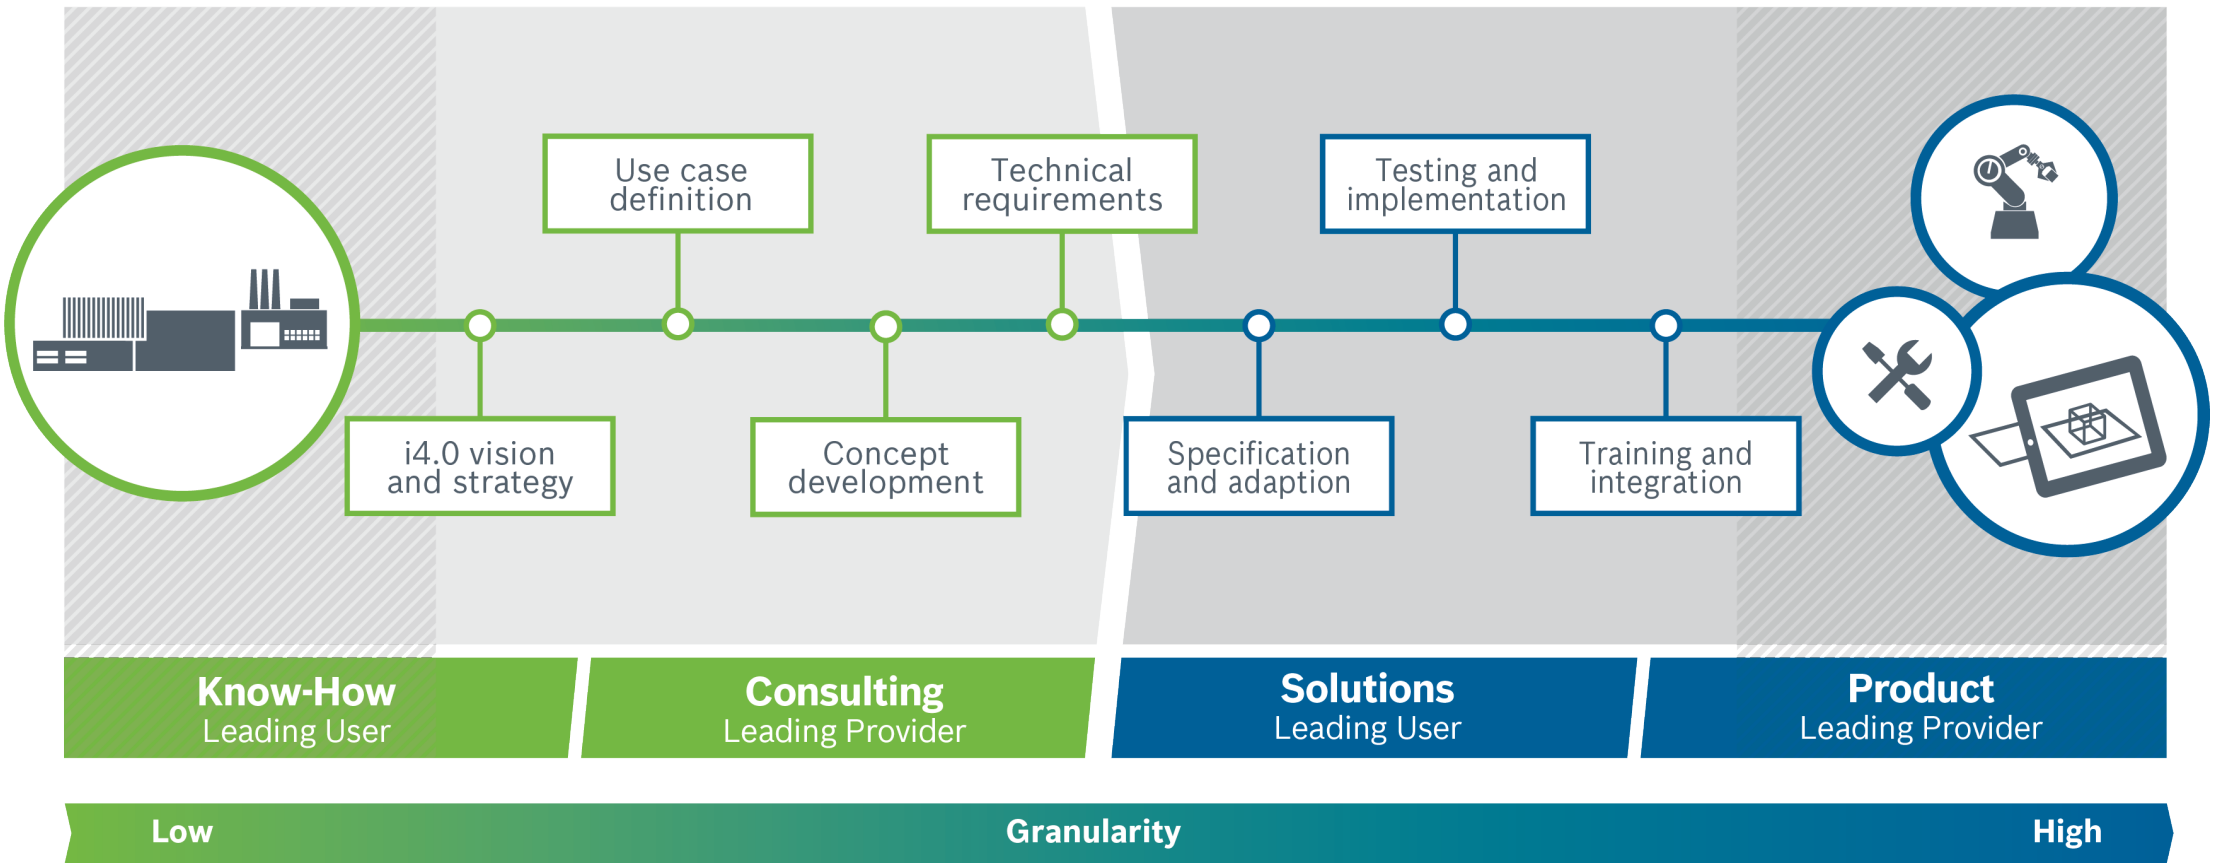 Use case
definition
Technical
requirements
Testing and
implementation
i4.0 vision
and strategy
Concept
development
Specification
and adaption
Training and
integration
Know-How
Leading User
Consulting
Leading Provider
Solutions
Leading User
Product
Leading Provider
Low
Granularity
High